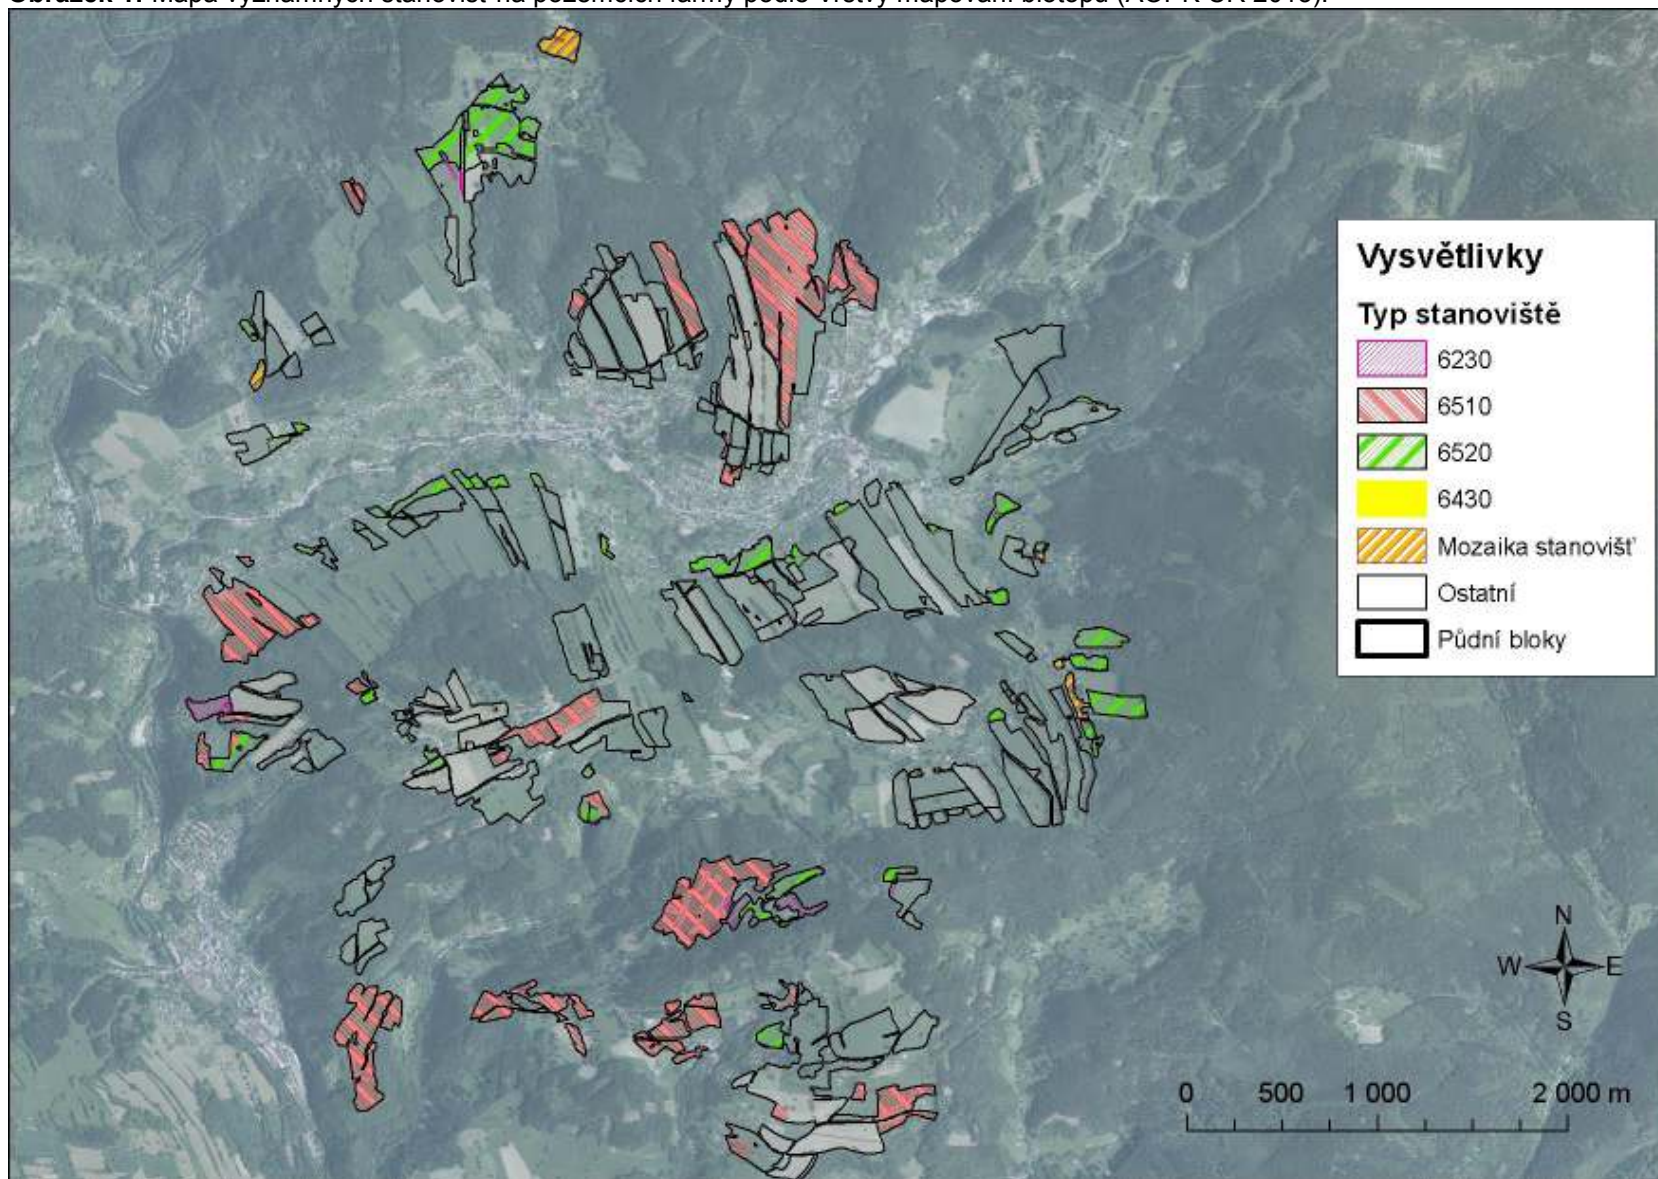 Vysvětlivky
Typ stanoviště
6230
6510
6520
6430
Mozaika stanovišť
Ostatní
Půdní bloky
N
W E
S
0 500 1 000 2 000 m